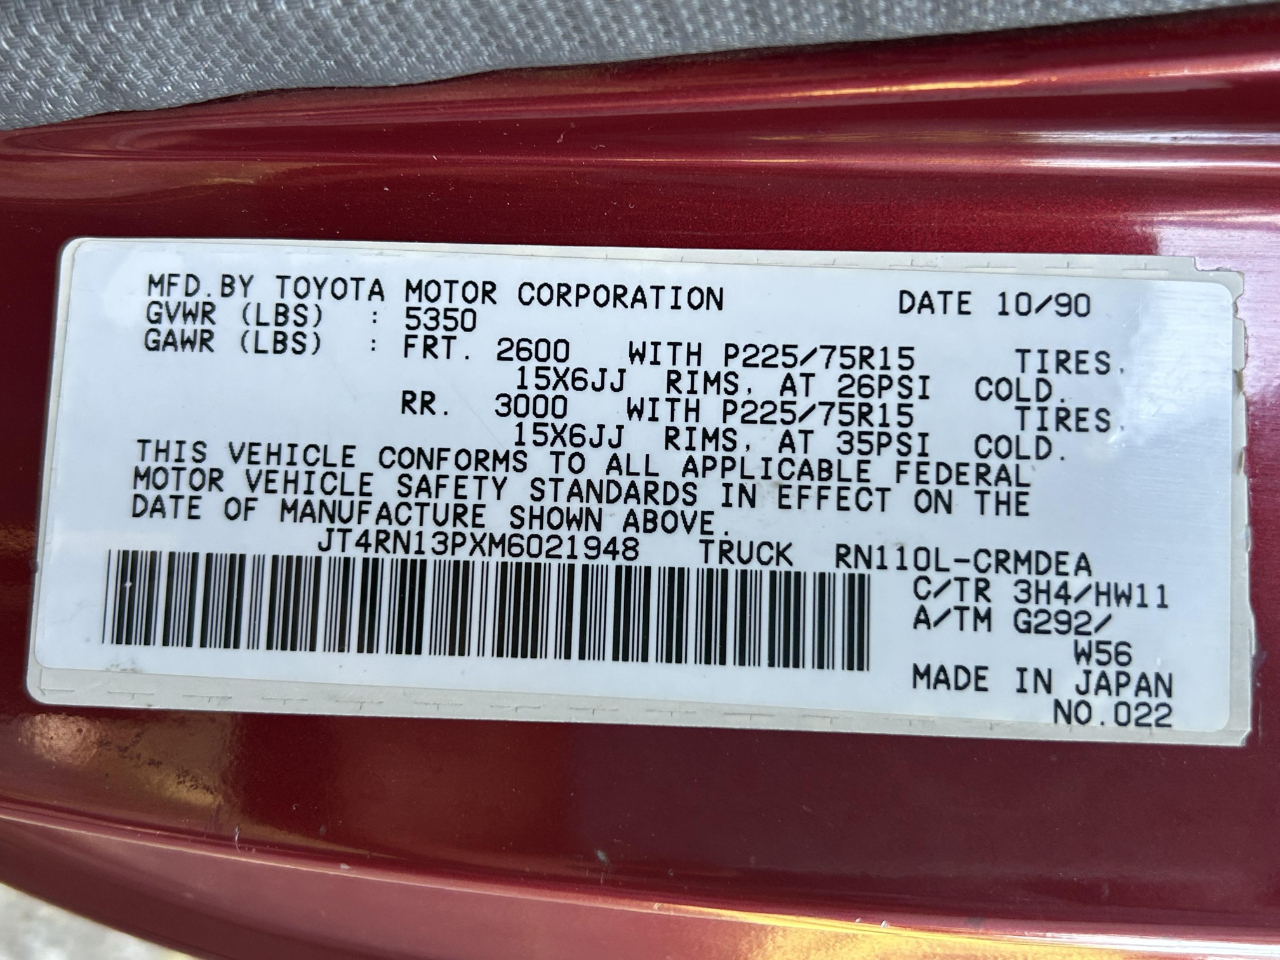 MFD.BY TOYOTA MOTOR CORPORATION DATE 10/90
GVWR (LBS) : 5350
GAWR (LBS) : FRT. 2600 WITH P225/75R15 TIRES.
15X6JJ RIMS, AT 26PSI COLD.
RR. 3000 WITH P225/75R15 TIRES.
15X6JJ RIMS, AT 35PSI COLD.
THIS VEHICLE CONFORMS TO ALL APPLICABLE FEDERAL
MOTOR VEHICLE SAFETY STANDARDS IN EFFECT ON THE
DATE OF MANUFACTURE SHOWN ABOVE.
JT4RN13PXM6021948 TRUCK RN110L-CRMDEA
C/TR 3H4/HW11
A/TM G292/
W56
MADE IN JAPAN
NO.022